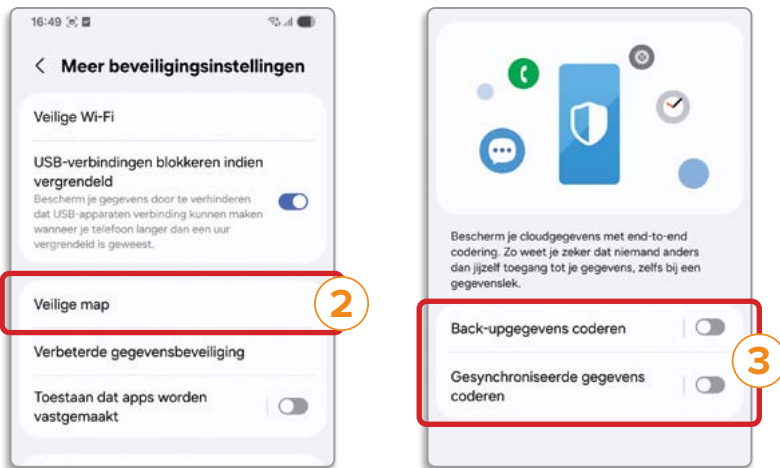 16:49
Meer beveiligingsinstellingen
Veilige Wi-Fi
USB-verbindingen blokkeren indien
vergrendeld
Bescherm je gegevens door te verhinderen
dat USB-apparaten verbinding kunnen maken
wanneer je telefoon langer dan een uur
vergrendeld is geweest.
Veilige map
2
Verbeterde gegevensbeveiliging
Toestaan dat apps worden
vastgemaakt
Bescherm je cloudgegevens met end-to-end
codering. Zo weet je zeker dat niemand anders
dan jijzelf toegang tot je gegevens, zelfs bij een
gegevenslek.
Back-upgegevens coderen
Gesynchroniseerde gegevens
coderen
3